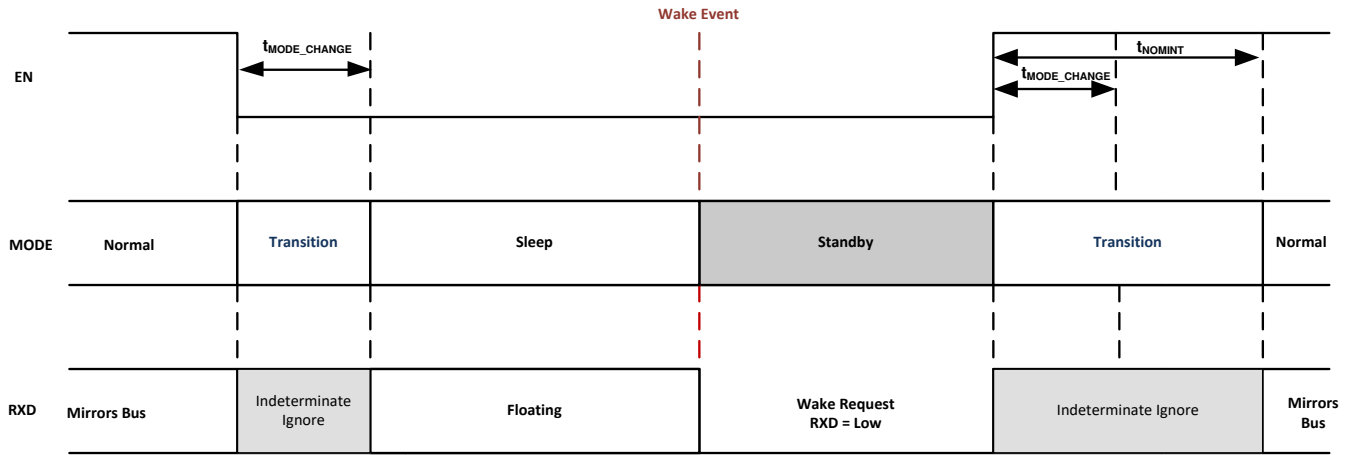 Wake Event
tMODE_CHANGE
tNOMINT
EN
tMODE_CHANGE
MODE
Normal
Transition
Sleep
Standby
Transition
Normal
RXD
Mirrors Bus
Indeterminate
Ignore
Floating
Wake Request
RXD = Low
Indeterminate Ignore
Mirrors
Bus